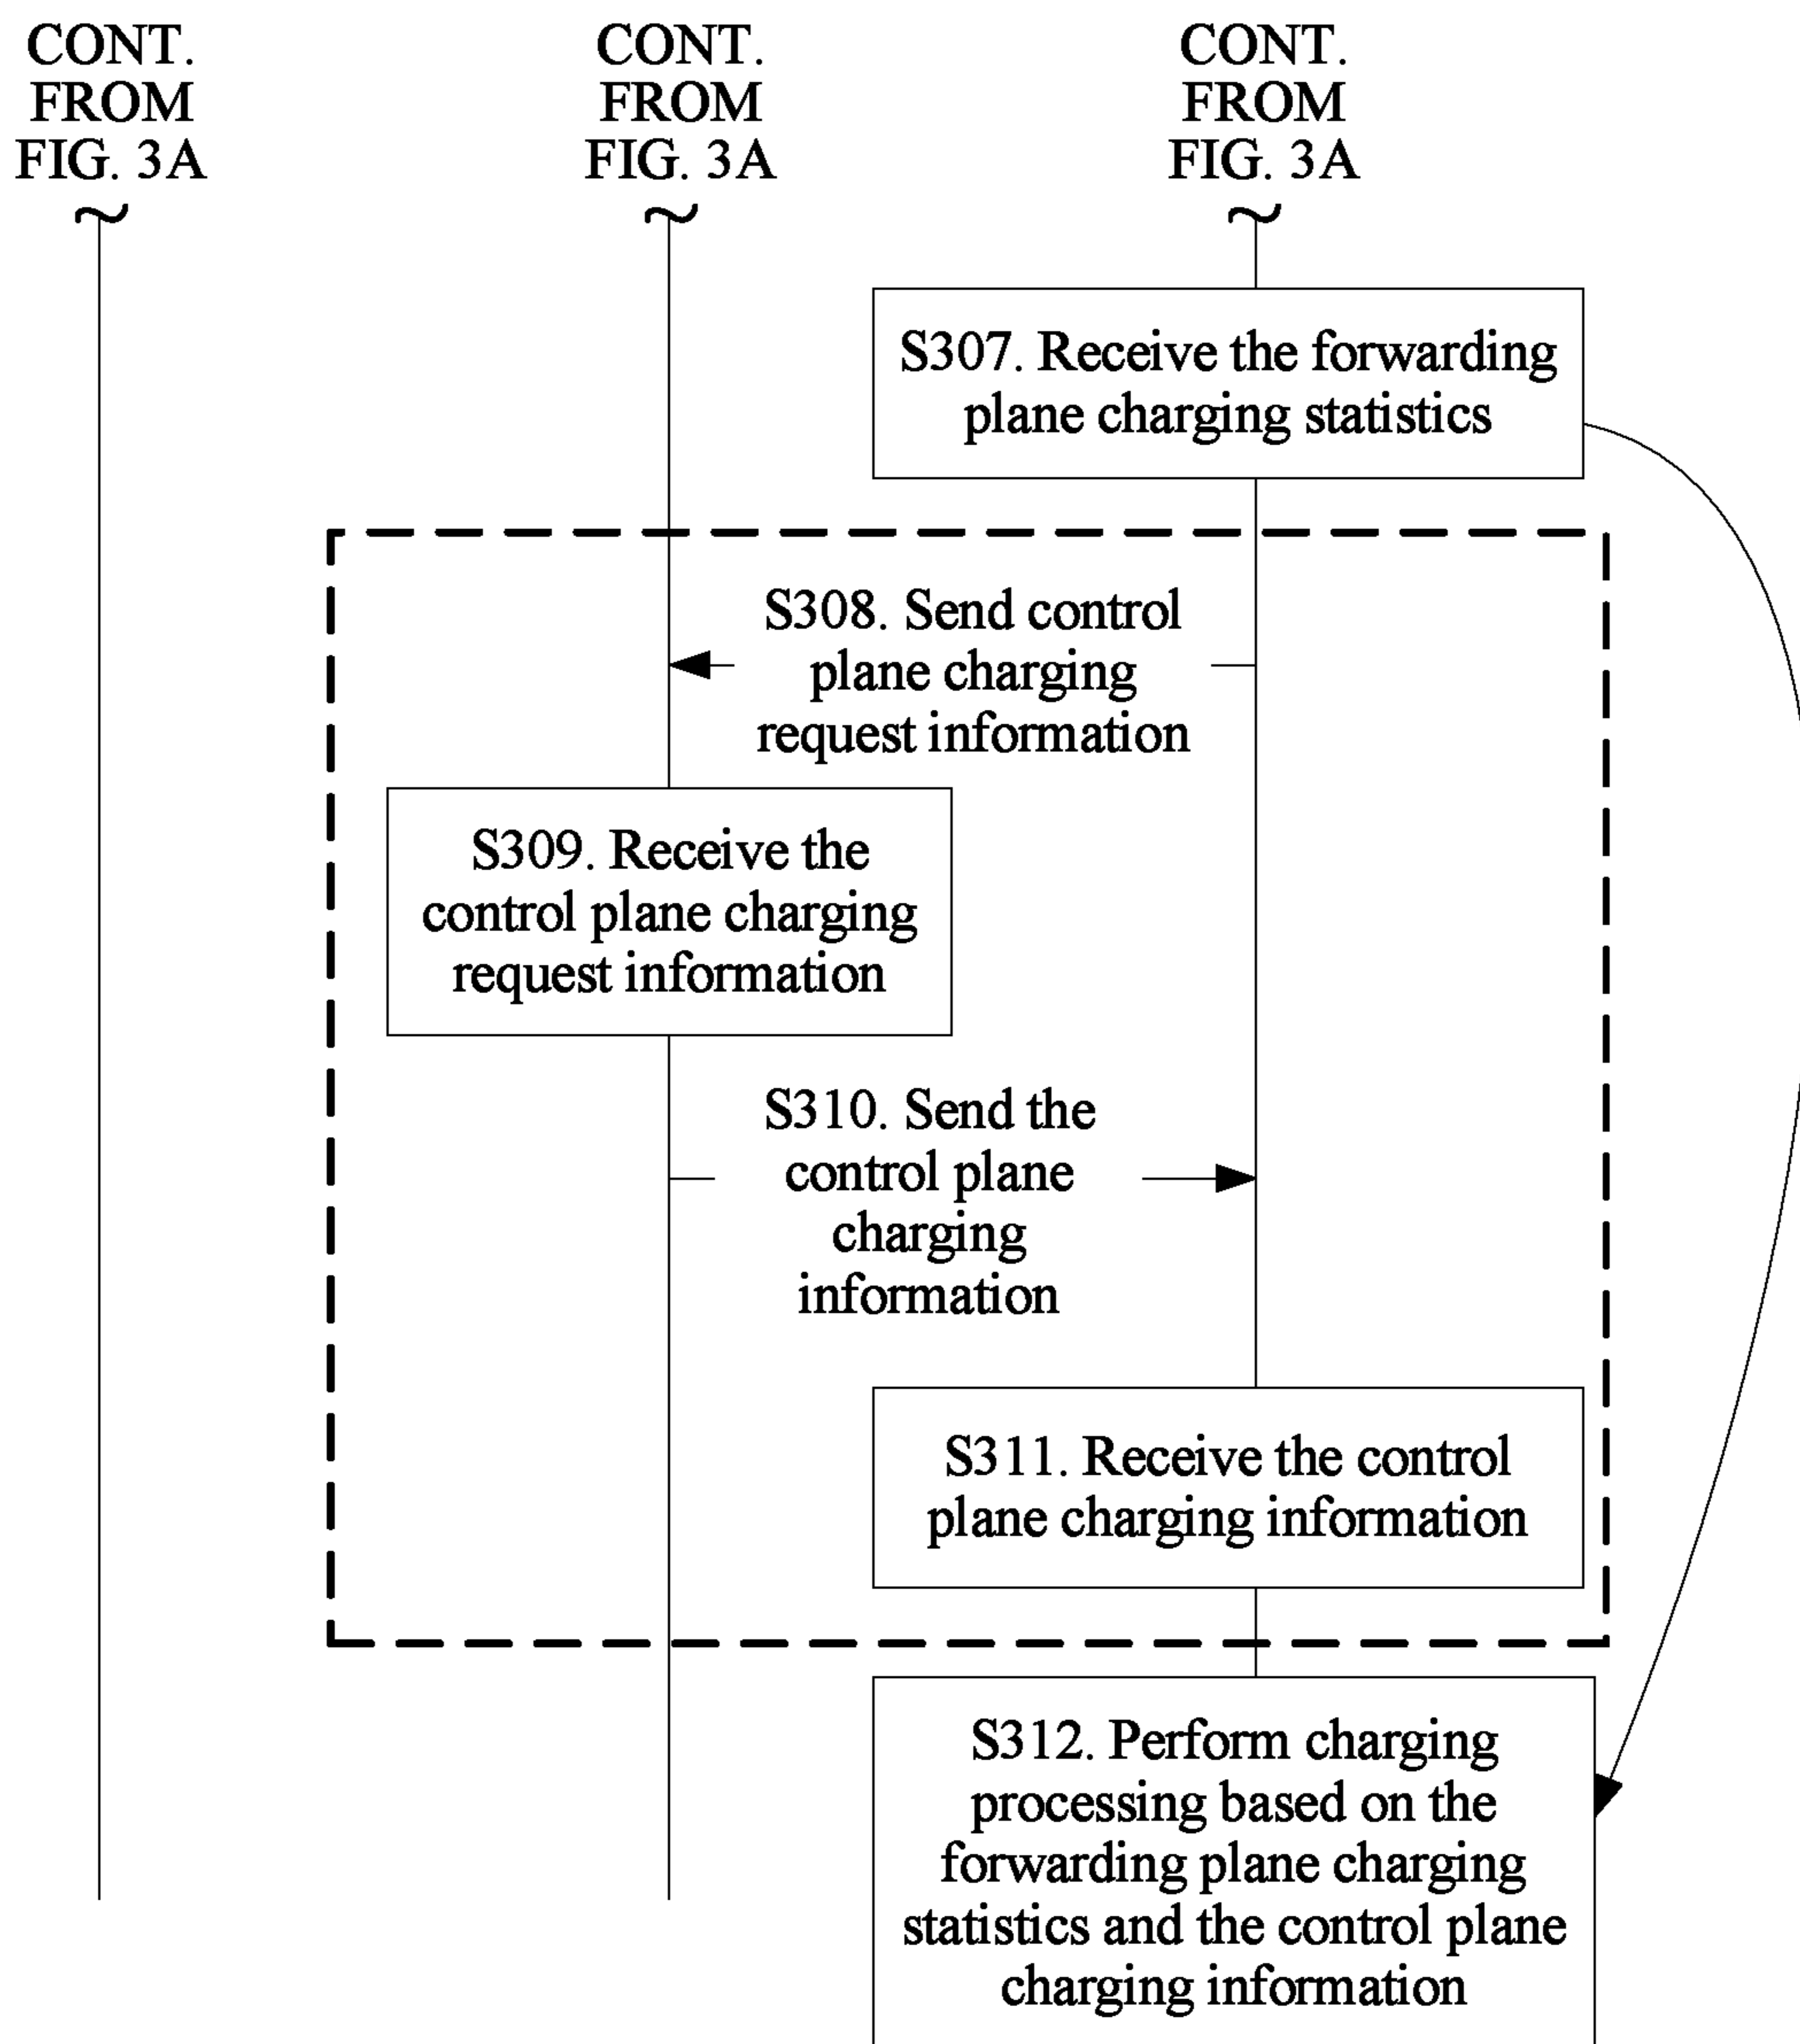 CONT.
FROM
FIG. 3A
CONT.
FROM
FIG. 3A
CONT.
FROM
FIG. 3A
S307. Receive the forwarding
plane charging statistics
S308. Send control
plane charging
request information
S309. Receive the
control plane charging
request information
S310. Send the
control plane
charging
information
S311. Receive the control
plane charging information
S312. Perform charging
processing based on the
forwarding plane charging
statistics and the control plane
charging information